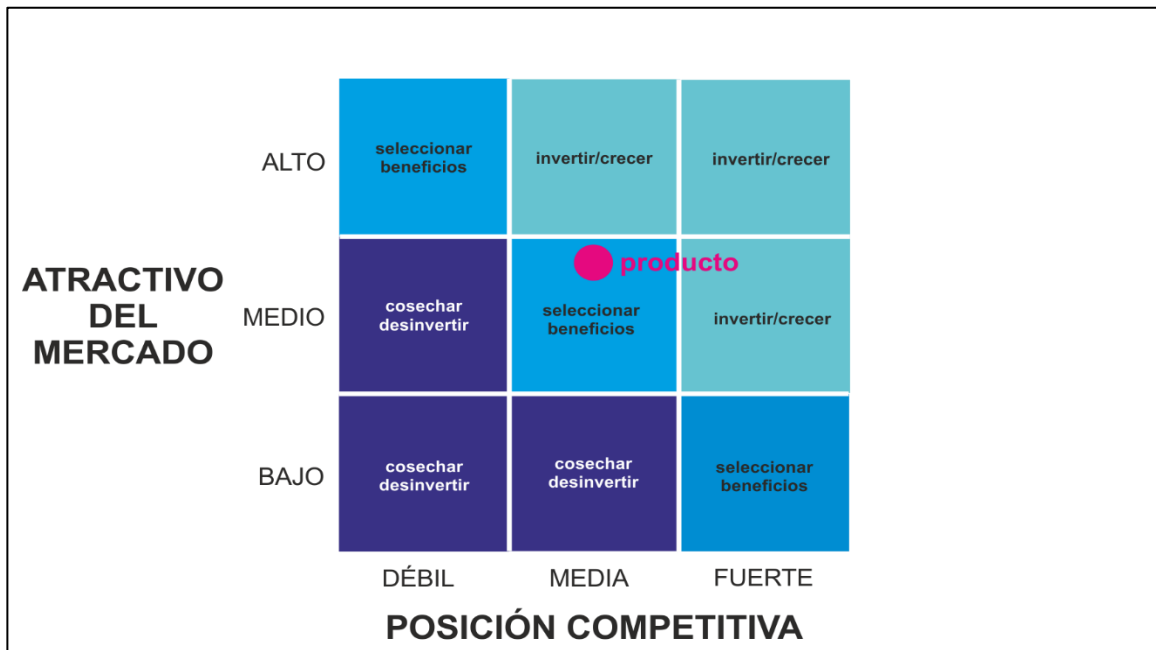 ALTO
seleccionar
beneficios
invertir/crecer
invertir/crecer
ATRACTIVO
DEL
MERCADO
MEDIO
cosechar
desinvertir
producto
seleccionar
beneficios
invertir/crecer
BAJO
cosechar
desinvertir
cosechar
desinvertir
seleccionar
beneficios
DÉBIL
MEDIA
FUERTE
POSICIÓN COMPETITIVA